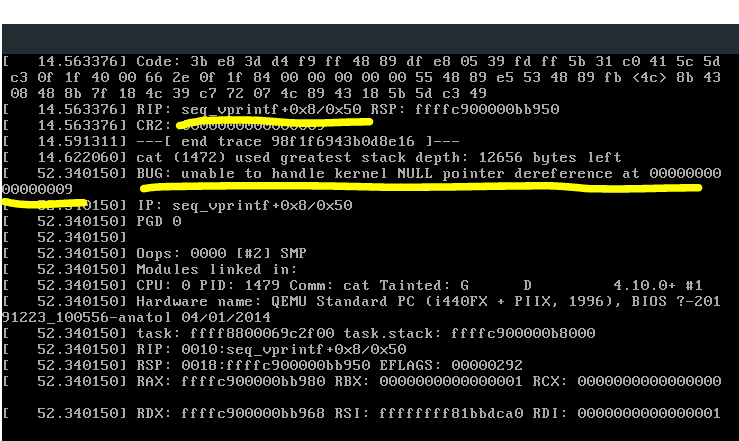 [   14.563376] Code: 3b e8 3d d4 f9 ff 48 89 df e8 05 39 fd ff 5b 31 c0 41 5c 5d
c3 0f 1f 40 00 66 2e 0f 1f 84 00 00 00 00 00 55 48 89 e5 53 48 89 fb <4c> 8b 43
08 48 8b 7f 18 4c 39 c7 72 07 4c 89 43 18 5b 5d c3 49
[   14.563376] RIP: seq_vprintf+0x8/0x50 RSP: ffffc900000bb950
[   14.563376] CR2: 0000000000000009
[   14.591311] ---[ end trace 98f1f6943b0d8e16 ]---
[   14.622060] cat (1472) used greatest stack depth: 12656 bytes left
[   52.340150] BUG: unable to handle kernel NULL pointer dereference at 00000000
00000009
[   52.340150] IP: seq_vprintf+0x8/0x50
[   52.340150] PGD 0
[   52.340150]
[   52.340150] Oops: 0000 [#2] SMP
[   52.340150] Modules linked in:
[   52.340150] CPU: 0 PID: 1479 Comm: cat Tainted: G      D         4.10.0+ #1
[   52.340150] Hardware name: QEMU Standard PC (i440FX + PIIX, 1996), BIOS ?-201
91223_100556-anatol 04/01/2014
[   52.340150] task: ffff8800069c2f00 task.stack: ffffc900000b8000
[   52.340150] RIP: 0010:seq_vprintf+0x8/0x50
[   52.340150] RSP: 0018:ffffc900000bb950 EFLAGS: 00000292
[   52.340150] RAX: ffffc900000bb980 RBX: 0000000000000001 RCX: 0000000000000000
[   52.340150] RDX: ffffc900000bb968 RSI: ffffffff81bbdca0 RDI: 0000000000000001